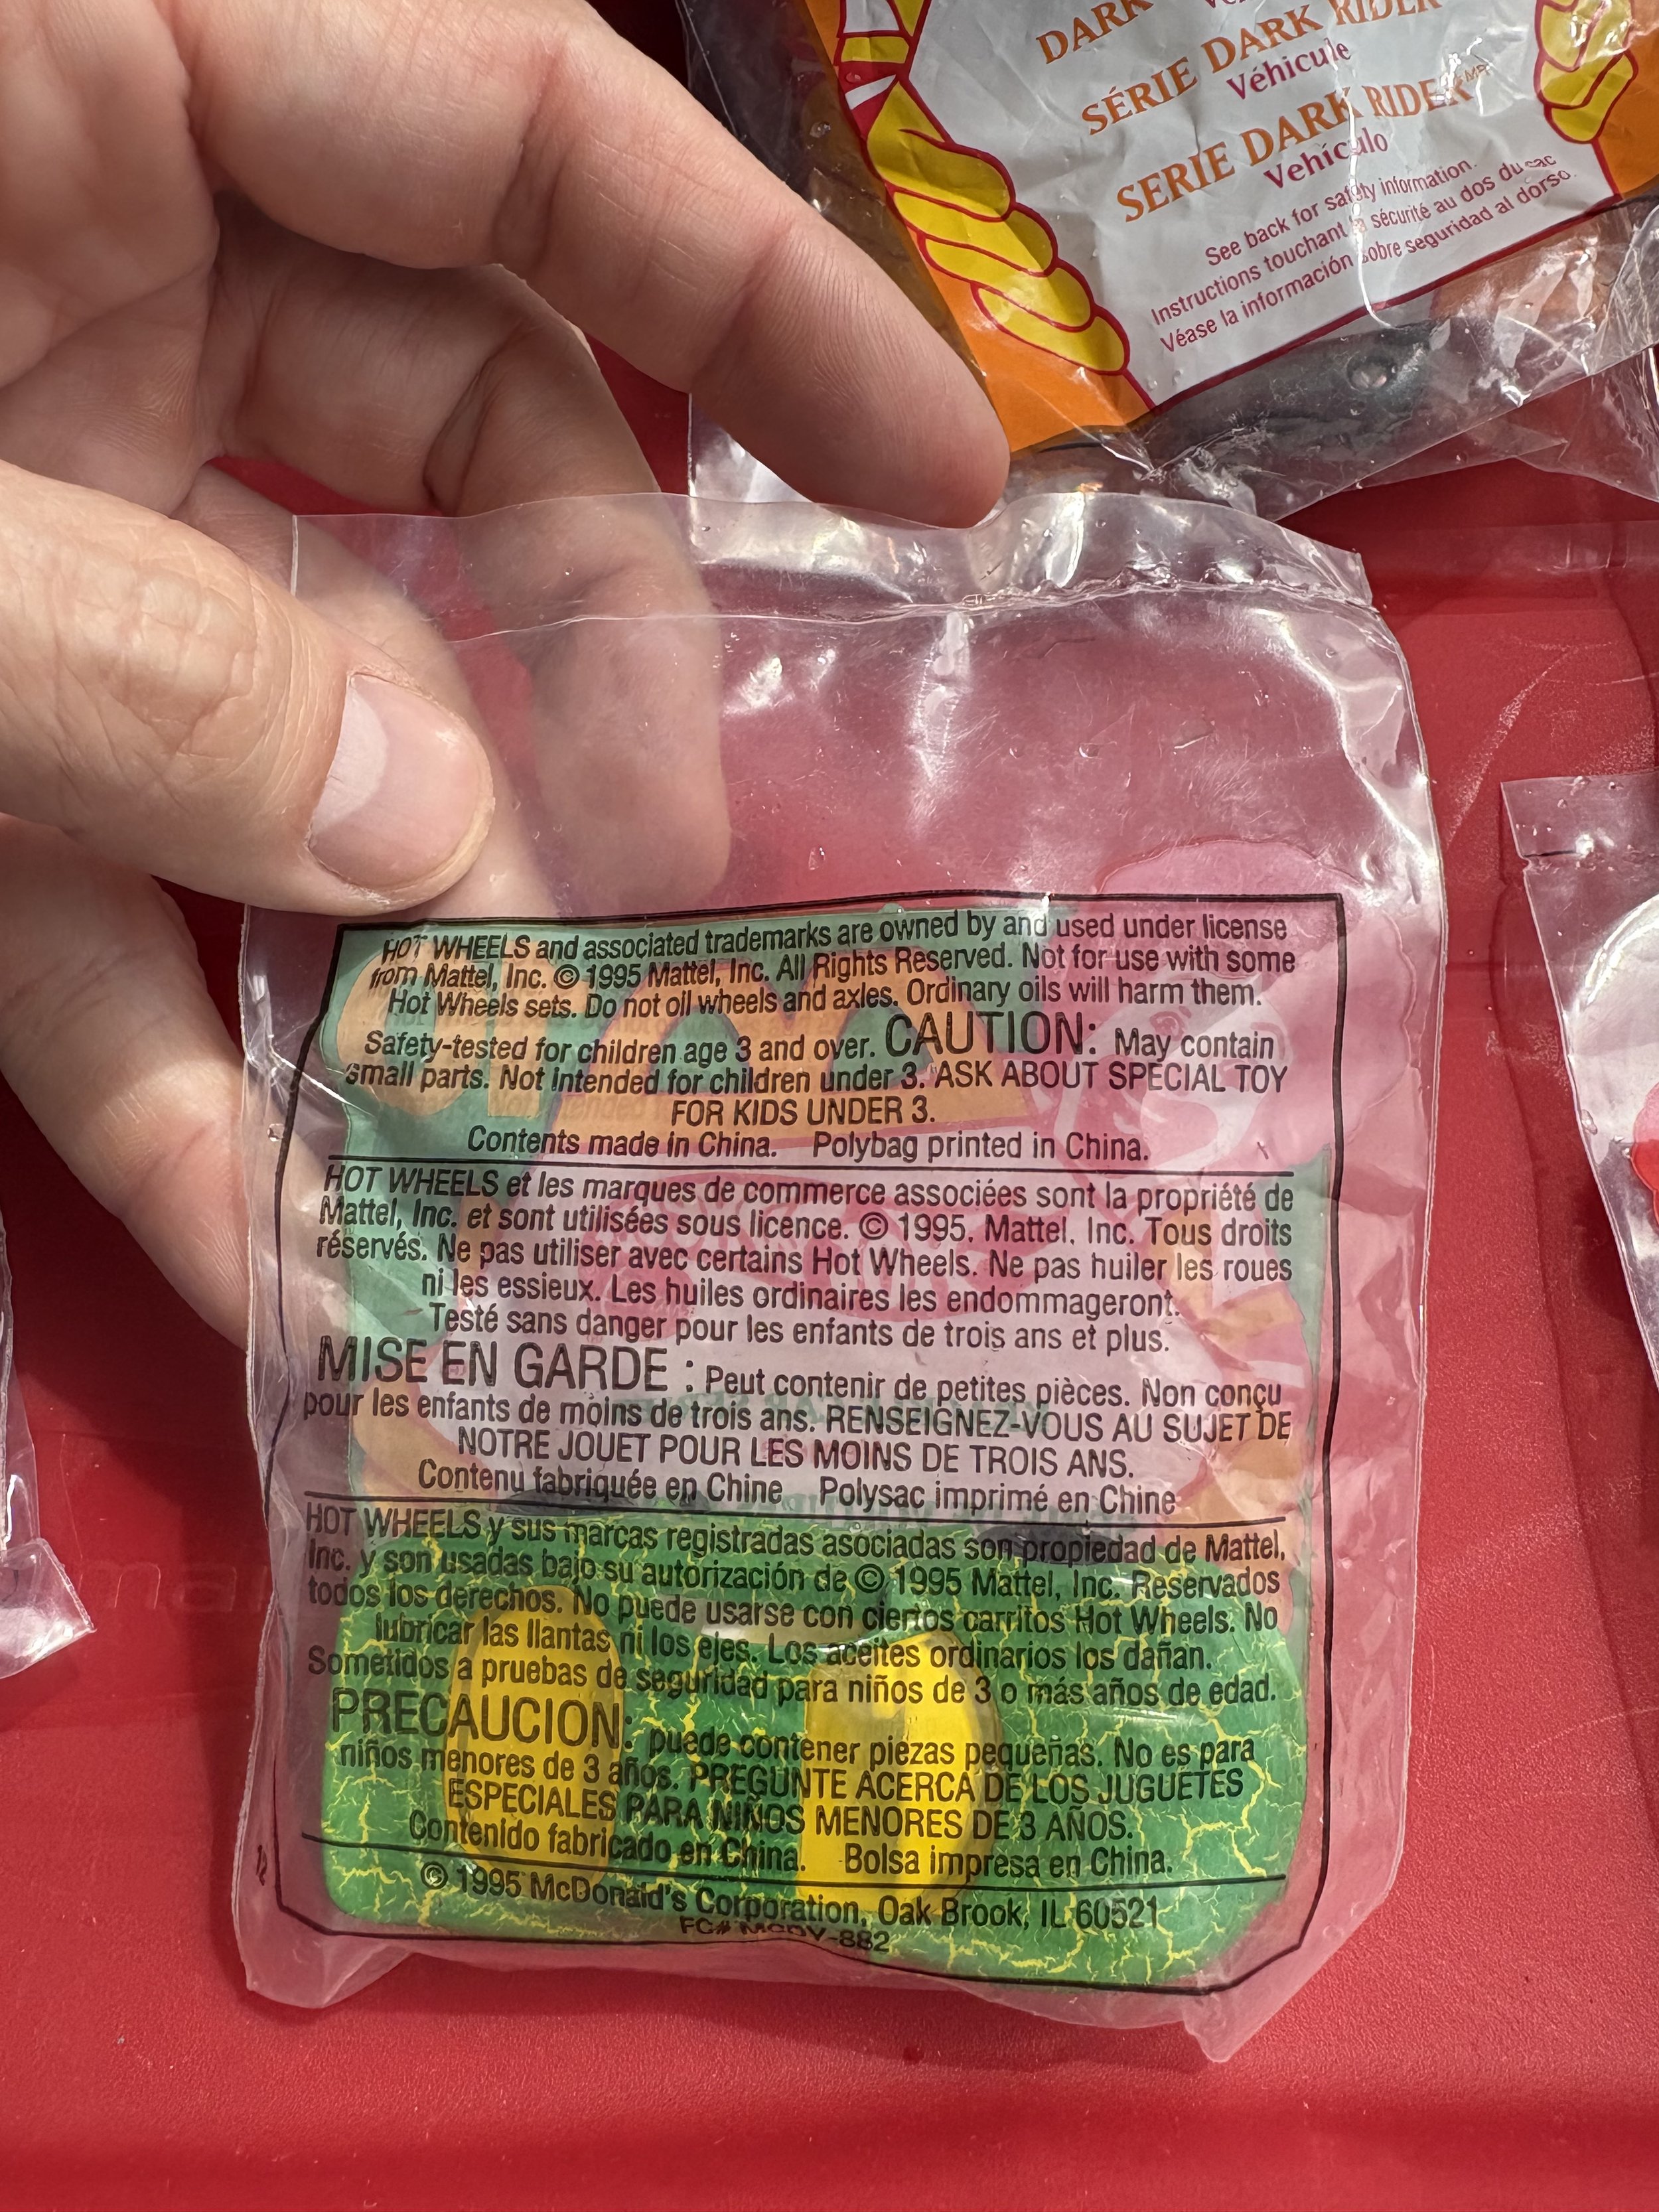 DARK
SÉRIE DARK RIDER
Véhicule
SERIE DARK RIDER
Vehículo
See back for safety information.
Instructions touchant la sécurité au dos du sac
Véase la información sobre seguridad al dorso.
HOT WHEELS and associated trademarks are owned by and used under license
from Mattel, Inc. © 1995 Mattel, Inc. All Rights Reserved. Not for use with some
Hot Wheels sets. Do not oil wheels and axles. Ordinary oils will harm them.
Safety-tested for children age 3 and over. CAUTION: May contain
small parts. Not intended for children under 3. ASK ABOUT SPECIAL TOY
FOR KIDS UNDER 3.
Contents made in China. Polybag printed in China.
HOT WHEELS et les marques de commerce associées sont la propriété de
Mattel, Inc. et sont utilisées sous licence. © 1995. Mattel, Inc. Tous droits
réservés. Ne pas utiliser avec certains Hot Wheels. Ne pas huiler les roues
ni les essieux. Les huiles ordinaires les endommageront.
Testé sans danger pour les enfants de trois ans et plus.
MISE EN GARDE : Peut contenir de petites pièces. Non conçu
pour les enfants de moins de trois ans. RENSEIGNEZ-VOUS AU SUJET DE
NOTRE JOUET POUR LES MOINS DE TROIS ANS.
Contenu fabriquée en Chine Polysac imprimé en Chine
HOT WHEELS y sus marcas registradas asociadas son propiedad de Mattel,
Inc. y son usadas bajo su autorización de © 1995 Mattel, Inc. Reservados
todos los derechos. No puede usarse con ciertos carritos Hot Wheels. No
lubricar las llantas ni los ejes. Los aceites ordinarios los dañan.
Sometidos a pruebas de seguridad para niños de 3 o más años de edad.
PRECAUCION: puede contener piezas pequeñas. No es para
niños menores de 3 años. PREGUNTE ACERCA DE LOS JUGUETES
ESPECIALES PARA NIÑOS MENORES DE 3 AÑOS.
Contenido fabricado en China. Bolsa impresa en China.
© 1995 McDonald's Corporation, Oak Brook, IL 60521
FC# MCDV-882
12